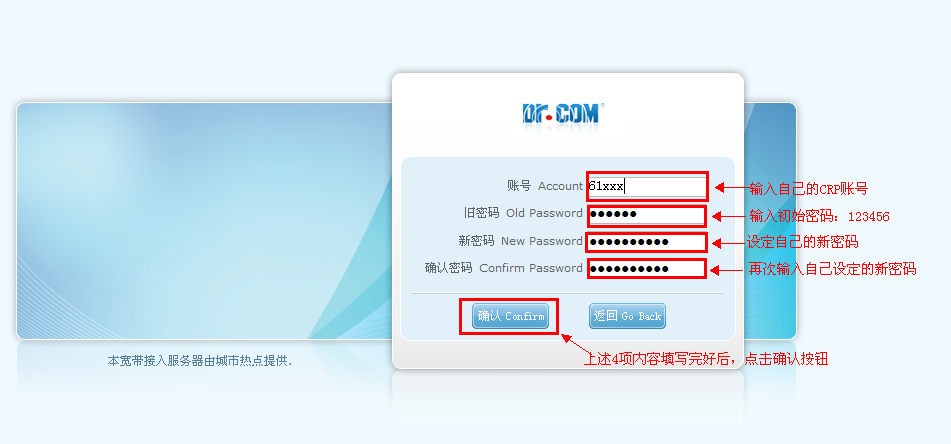 Dr.COM
账号 Account 61xxx 输入自己的CRP账号
旧密码 Old Password ●●●●●● 输入初始密码：123456
新密码 New Password ●●●●●●●●●● 设定自己的新密码
确认密码 Confirm Password ●●●●●●●●●● 再次输入自己设定的新密码
确认 Confirm 返回 Go Back
上述4项内容填写完好后，点击确认按钮
本宽带接入服务器由城市热点提供.